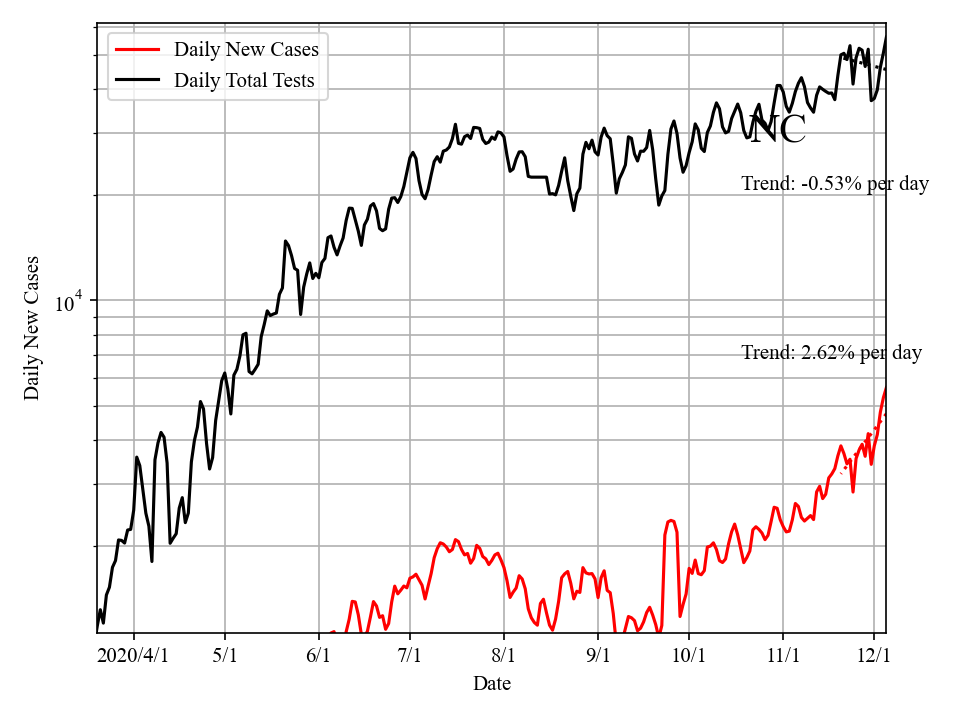 Daily New Cases
Daily Total Tests
NC
Trend: -0.53% per day
Trend: 2.62% per day
Daily New Cases
10^4
2020/4/1 5/1 6/1 7/1 8/1 9/1 10/1 11/1 12/1
Date